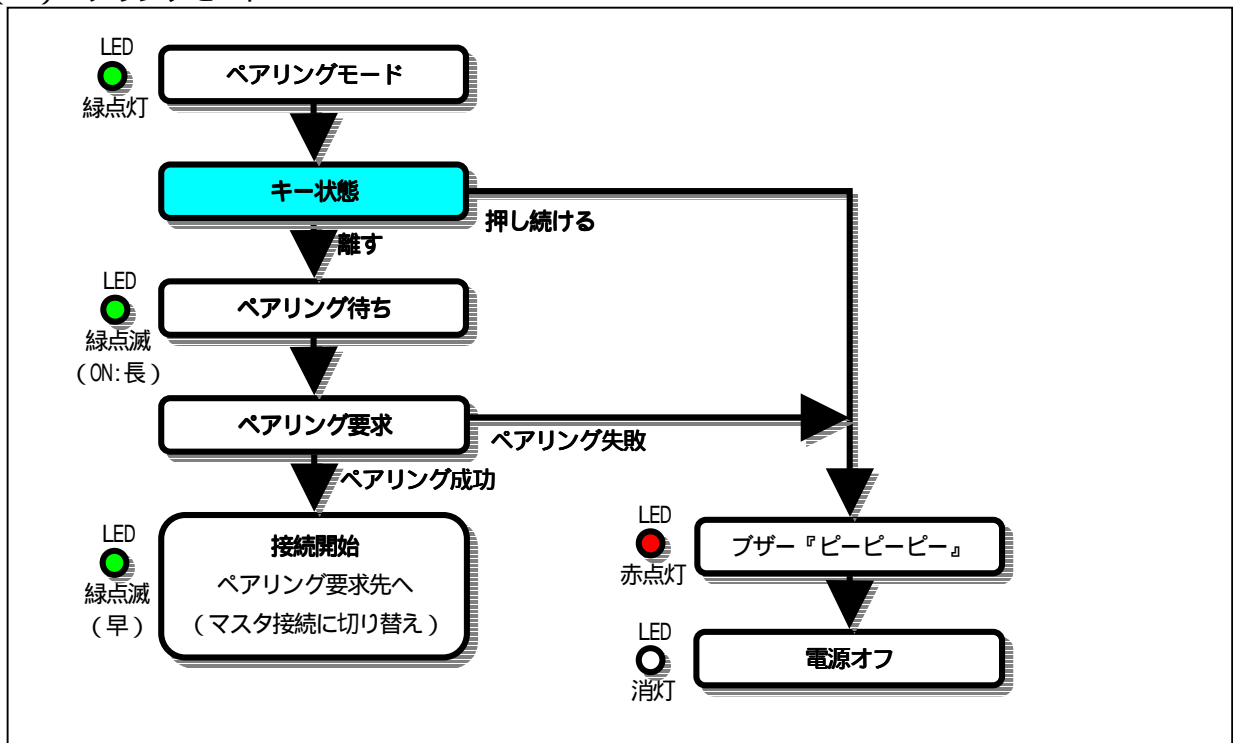 LED
ペアリングモード
緑点灯
キー状態
押し続ける
離す
LED
ペアリング待ち
緑点滅
(ON:長)
ペアリング要求
ペアリング失敗
ペアリング成功
LED
接続開始
緑点滅
(早)
ペアリング要求先へ
(マスタ接続に切り替え)
LED
ブザー『ピーピーピー』
赤点灯
LED
電源オフ
消灯